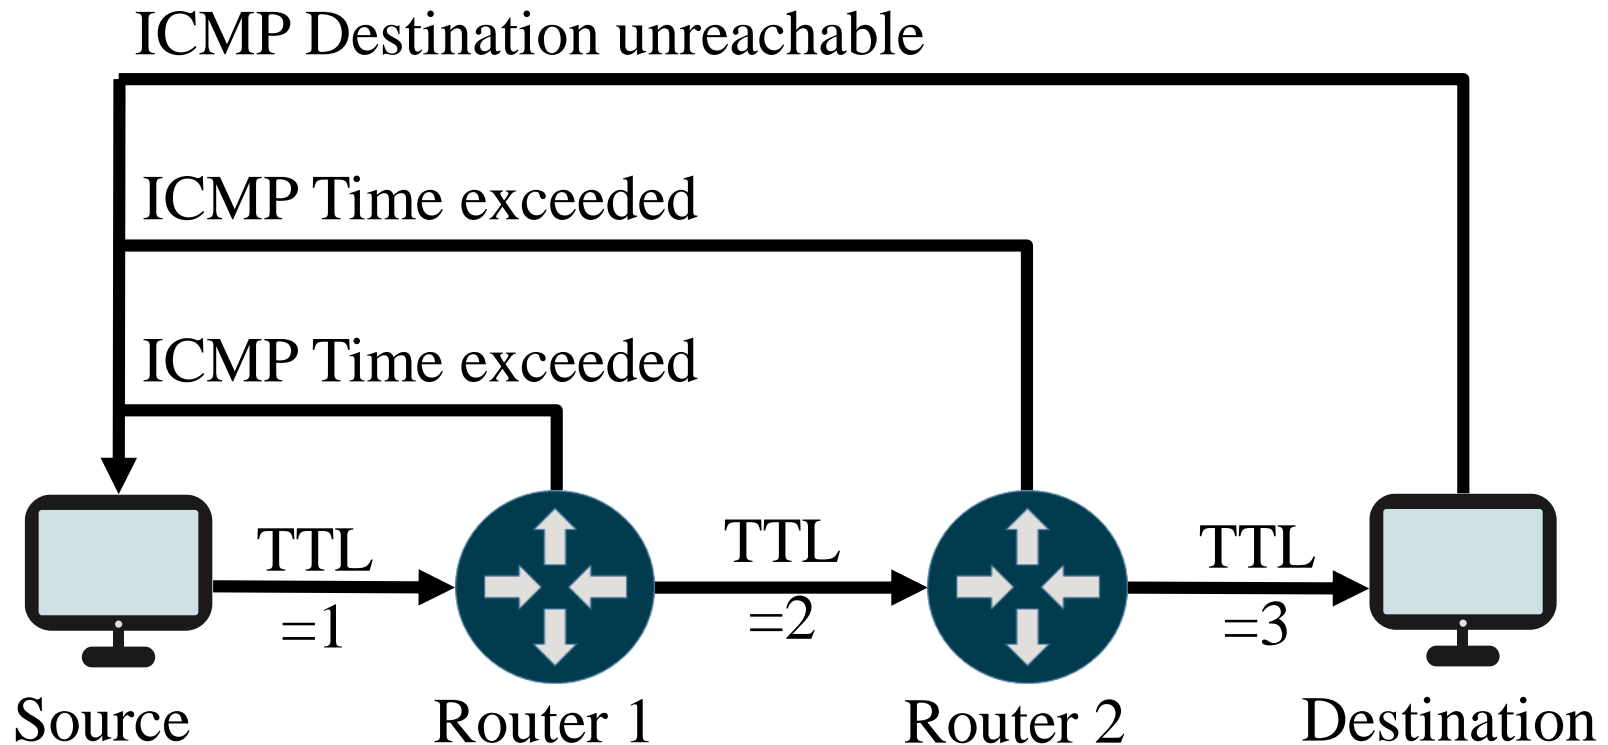 ICMP Destination unreachable
ICMP Time exceeded
ICMP Time exceeded
TTL
=1
TTL
=2
TTL
=3
Source
Router 1
Router 2
Destination